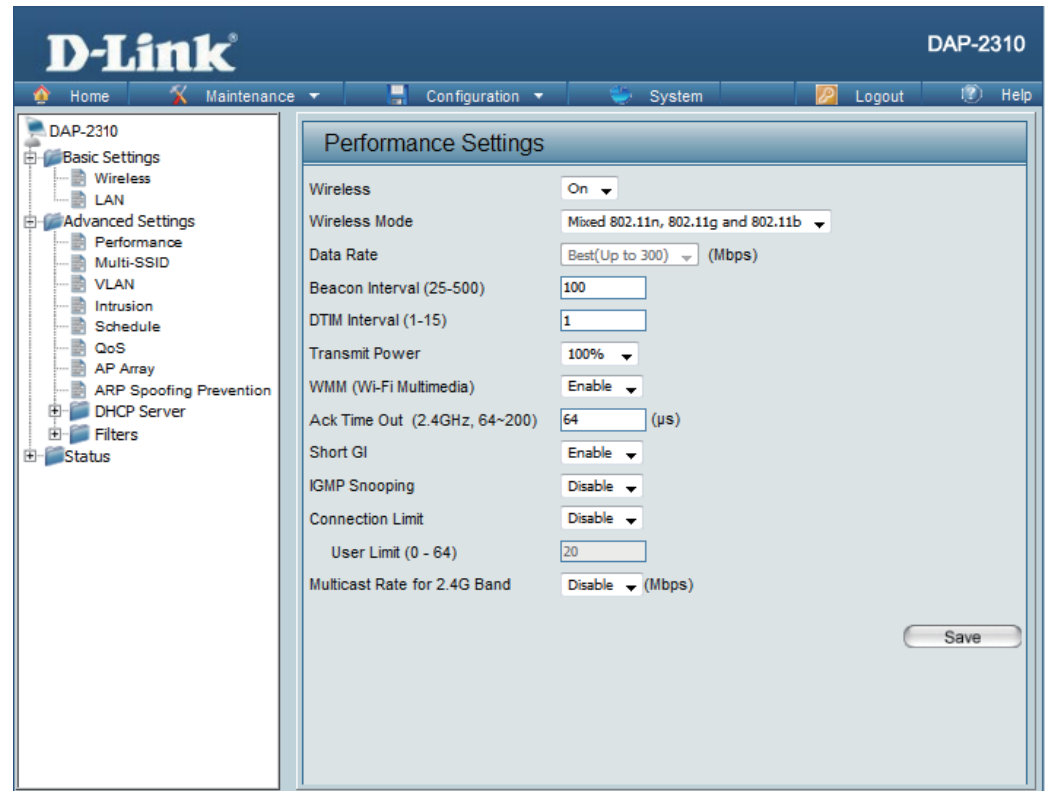 D-Link®
DAP-2310
Home Maintenance Configuration System Logout Help
DAP-2310
Basic Settings
Wireless
LAN
Advanced Settings
Performance
Multi-SSID
VLAN
Intrusion
Schedule
QoS
AP Array
ARP Spoofing Prevention
DHCP Server
Filters
Status
Performance Settings
Wireless On
Wireless Mode Mixed 802.11n, 802.11g and 802.11b
Data Rate Best(Up to 300) (Mbps)
Beacon Interval (25-500) 100
DTIM Interval (1-15) 1
Transmit Power 100%
WMM (Wi-Fi Multimedia) Enable
Ack Time Out (2.4GHz, 64~200) 64 (µs)
Short GI Enable
IGMP Snooping Disable
Connection Limit Disable
User Limit (0 - 64) 20
Multicast Rate for 2.4G Band Disable (Mbps)
Save